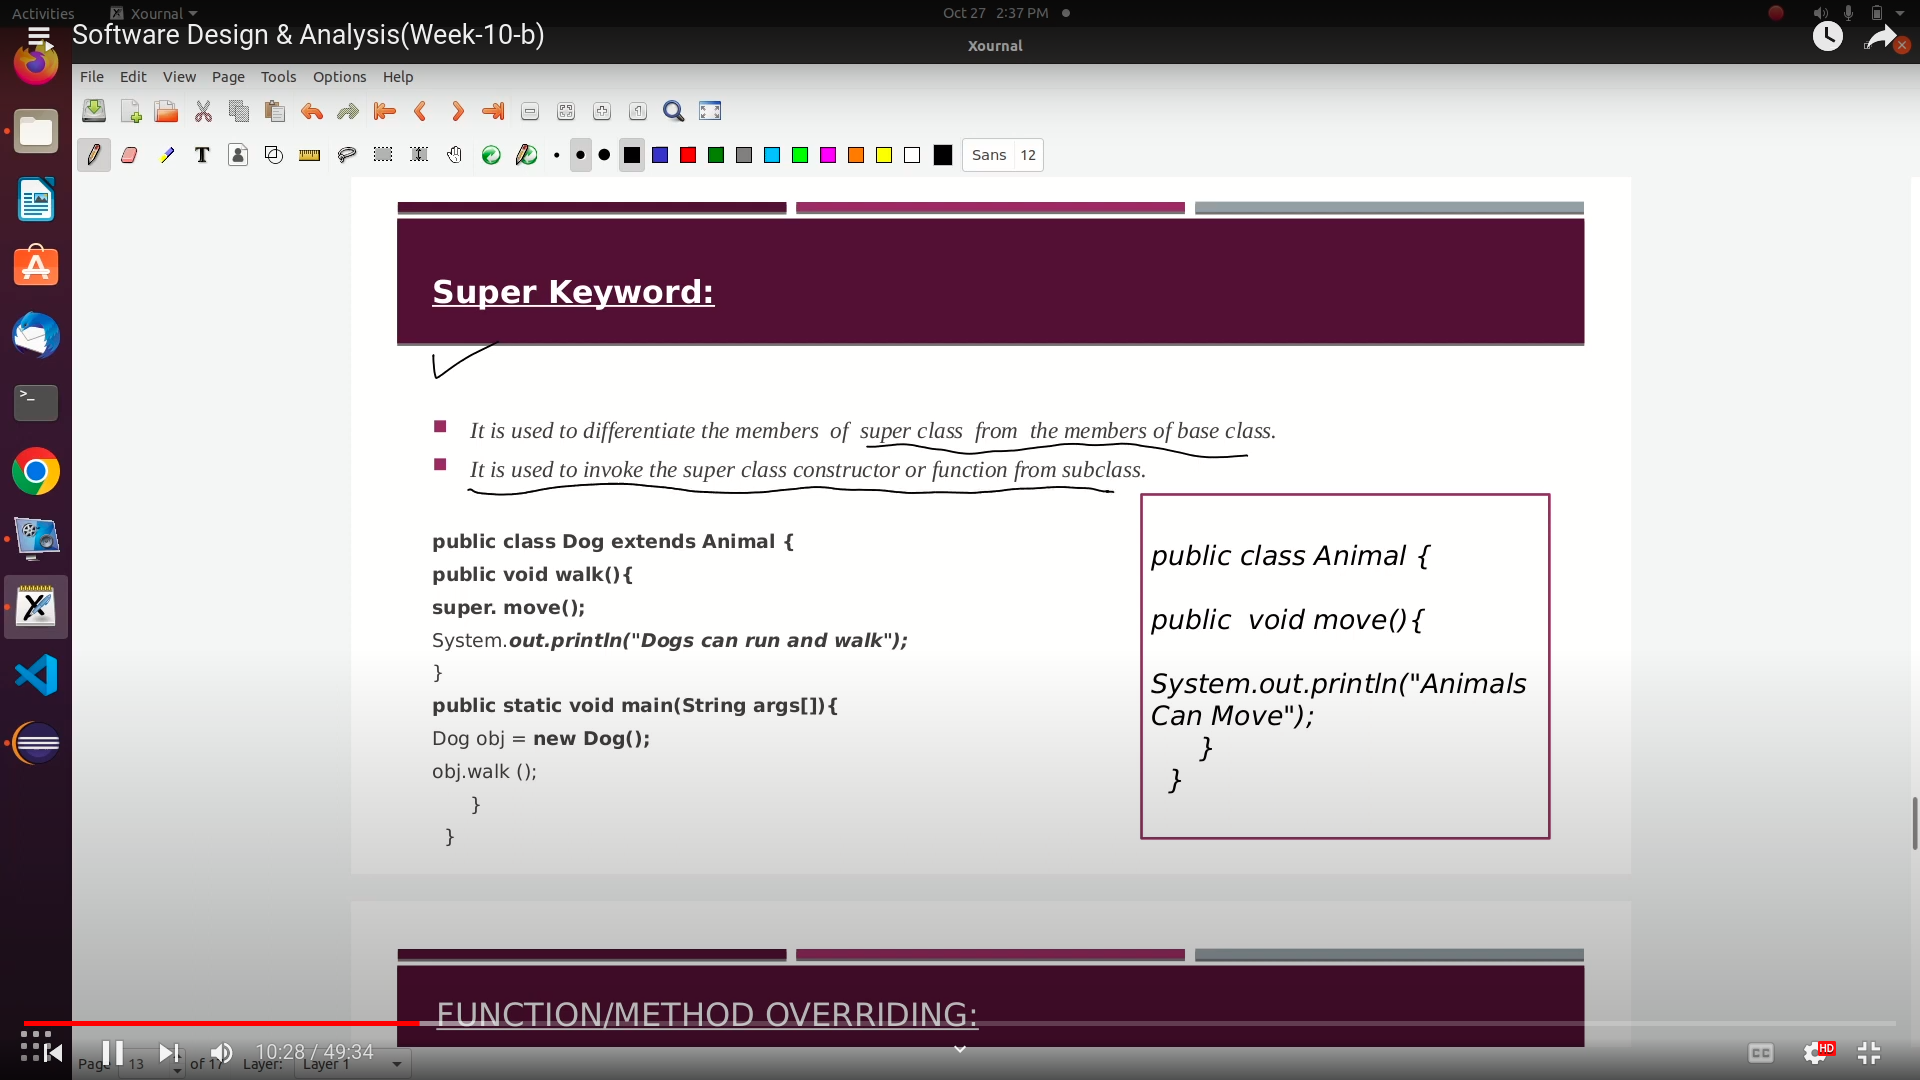 Activities Xournal Oct 27 2:37 PM
Software Design & Analysis(Week-10-b)
Xournal
File Edit View Page Tools Options Help
Sans 12
Super Keyword:
It is used to differentiate the members of super class from the members of base class.
It is used to invoke the super class constructor or function from subclass.
public class Dog extends Animal {
public void walk(){
super. move();
System.out.println("Dogs can run and walk");
}
public static void main(String args[]){
Dog obj = new Dog();
obj.walk ();
}
}
public class Animal {
public void move(){
System.out.println("Animals
Can Move");
}
}
FUNCTION/METHOD OVERRIDING:
10:28 / 49:34
CC HD
Page 13 of 17 Layer: Layer 1